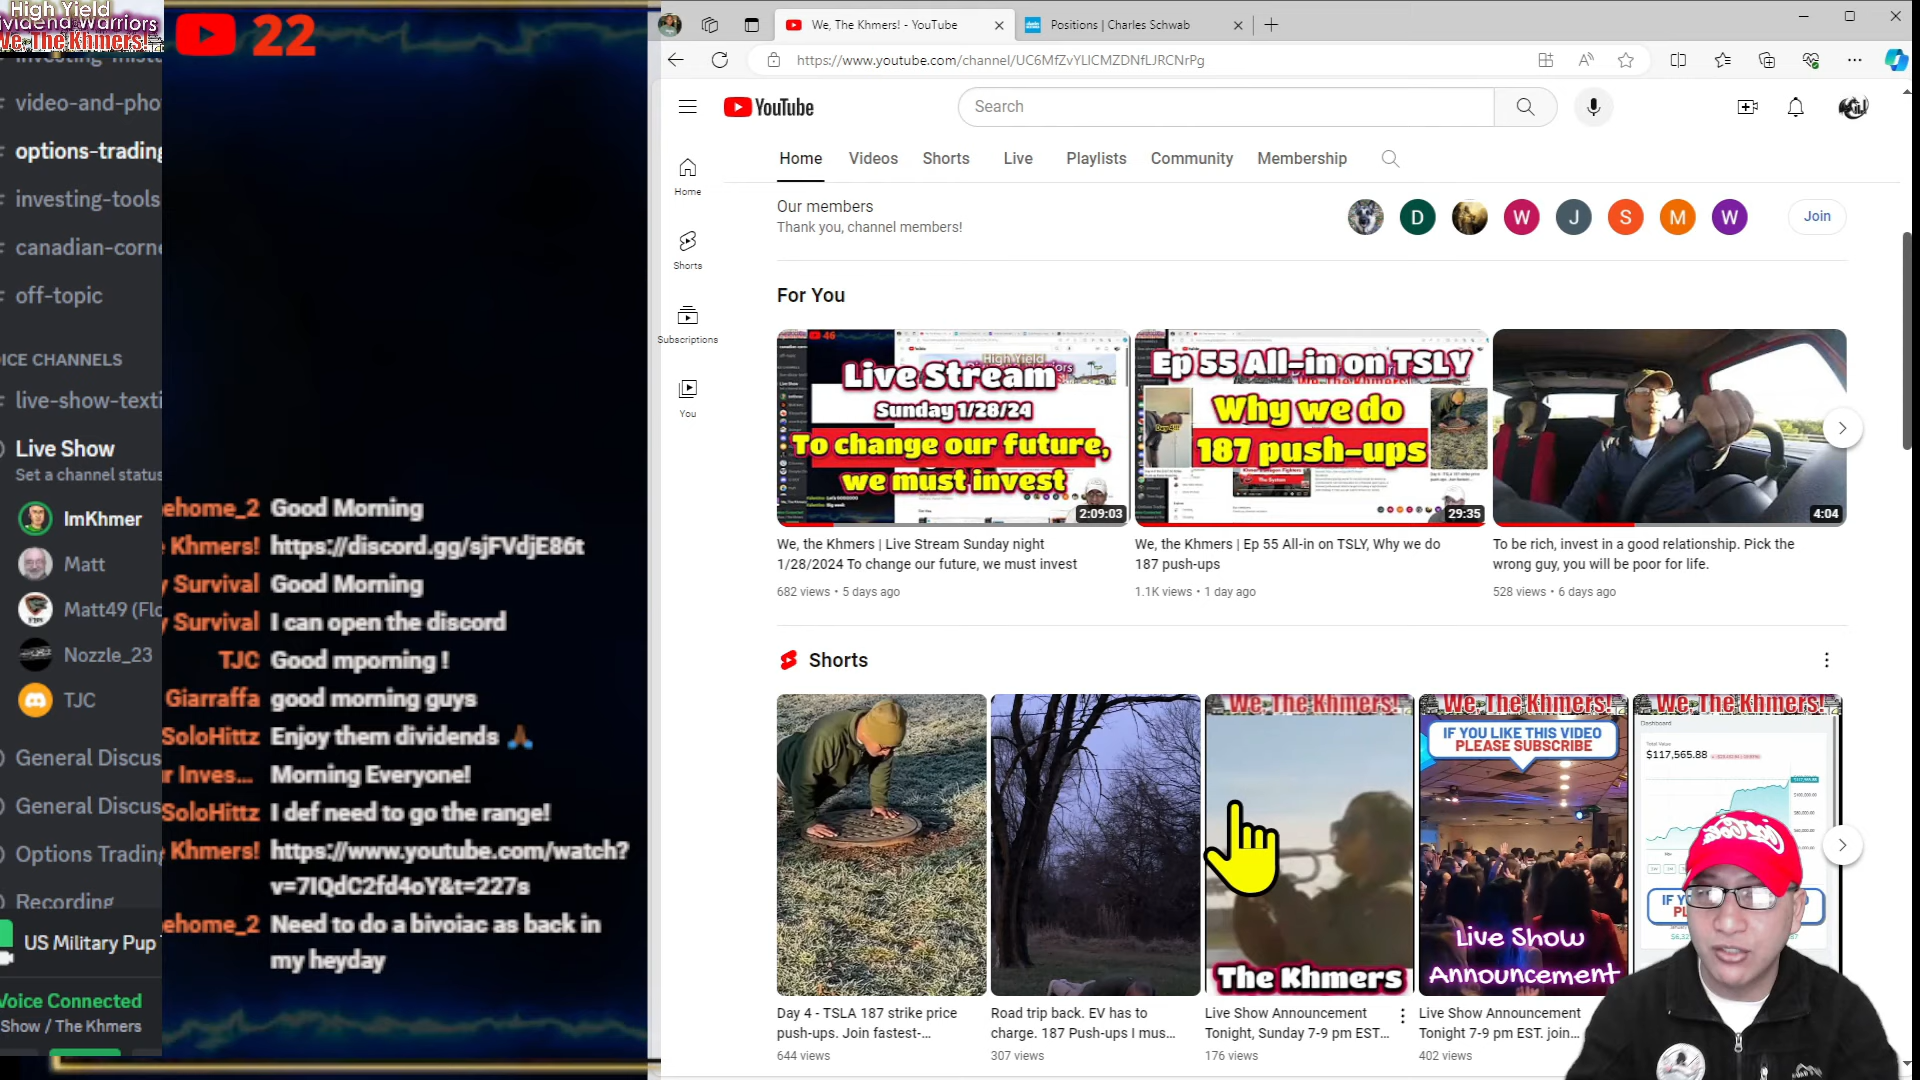 High Yield
Dividend Warriors
We, The Khmers!
22
video-and-pho
options-trading
investing-tools
canadian-corne
off-topic
OICE CHANNELS
live-show-texti
Live Show
Set a channel status
ImKhmer
Matt
Matt49 (Flo
Nozzle_23
TJC
General Discus
General Discus
Options Trading
Recording
US Military Pup
Voice Connected
Show / The Khmers
ehome_2 Good Morning
Khmers! https://discord.gg/sjFVdjE86t
y Survival Good Morning
y Survival I can open the discord
TJC Good mporning !
Giarraffa good morning guys
SoloHittz Enjoy them dividends 🙏🏾
r Inves... Morning Everyone!
SoloHittz I def need to go the range!
Khmers! https://www.youtube.com/watch?
v=7IQdC2fd4oY&t=227s
ehome_2 Need to do a bivoiac as back in
my heyday
We, The Khmers! - YouTube
Positions | Charles Schwab
https://www.youtube.com/channel/UC6MfZvYLICMZDNfLJRCNrPg
YouTube
Search
Home
Shorts
Subscriptions
You
Home Videos Shorts Live Playlists Community Membership
Our members
Thank you, channel members!
D W J S M W
Join
For You
46
Live Stream
Sunday 1/28/24
To change our future,
we must invest
2:09:03
We, the Khmers | Live Stream Sunday night
1/28/2024 To change our future, we must invest
682 views • 5 days ago
Ep 55 All-in on TSLY
Why we do
187 push-ups
29:35
We, the Khmers | Ep 55 All-in on TSLY, Why we do
187 push-ups
1.1K views • 1 day ago
4:04
To be rich, invest in a good relationship. Pick the
wrong guy, you will be poor for life.
528 views • 6 days ago
Shorts
Day 4 - TSLA 187 strike price
push-ups. Join fastest-...
644 views
Road trip back. EV has to
charge. 187 Push-ups I mus...
307 views
We, The Khmers!
The Khmers
Live Show Announcement
Tonight, Sunday 7-9 pm EST...
176 views
We, The Khmers!
IF YOU LIKE THIS VIDEO
PLEASE SUBSCRIBE
Live Show
Announcement
Live Show Announcement
Tonight 7-9 pm EST. join...
402 views
We, The Khmers!
Dashboard
Total Value
$117,565.88